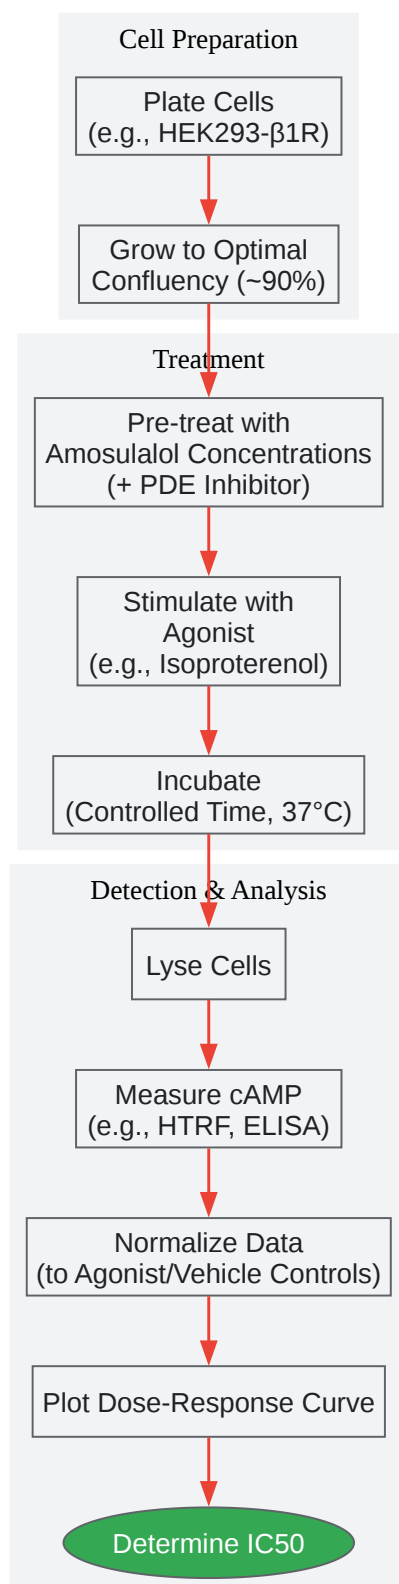 Cell Preparation
Plate Cells
(e.g., HEK293-β1R)
Grow to Optimal
Confluency (~90%)
Treatment
Pre-treat with
Amosulalol Concentrations
(+ PDE Inhibitor)
Stimulate with
Agonist
(e.g., Isoproterenol)
Incubate
(Controlled Time, 37°C)
Detection & Analysis
Lyse Cells
Measure cAMP
(e.g., HTRF, ELISA)
Normalize Data
(to Agonist/Vehicle Controls)
Plot Dose-Response Curve
Determine IC50